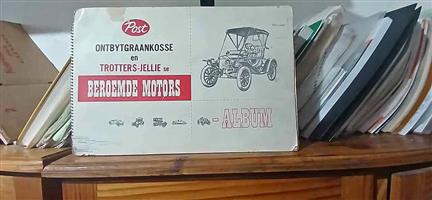 Post
ONTBYTGRAANKOSSE
en
TROTTERS-JELLIE se
BEROEMDE MOTORS
-ALBUM